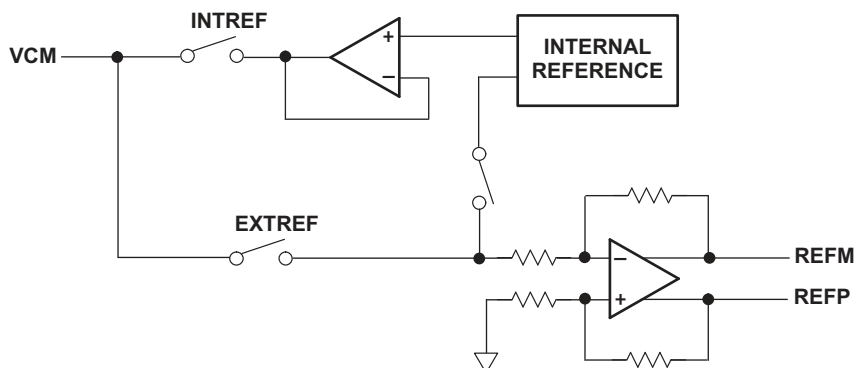 INTREF
VCM
+
−
INTERNAL
REFERENCE
EXTREF
−
+
REFM
REFP